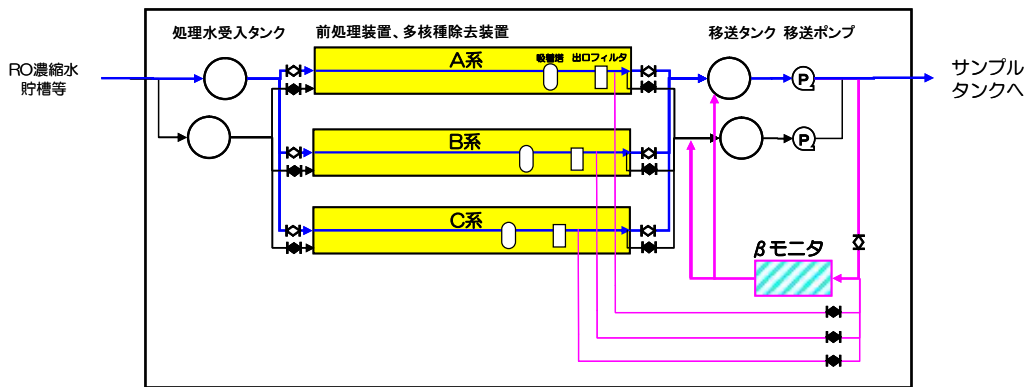 処理水受入タンク
前処理装置、多核種除去装置
移送タンク 移送ポンプ
RO濃縮水
貯槽等
A系
吸着塔 出口フィルタ
P
サンプル
タンクへ
B系
P
C系
βモニタ